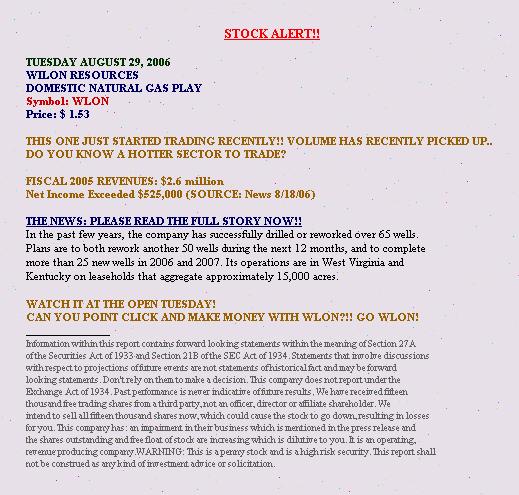 STOCK ALERT!!
TUESDAY AUGUST 29, 2006
WILON RESOURCES
DOMESTIC NATURAL GAS PLAY
Symbol: WLON
Price: $ 1.53
THIS ONE JUST STARTED TRADING RECENTLY!! VOLUME HAS RECENTLY PICKED UP..
DO YOU KNOW A HOTTER SECTOR TO TRADE?
FISCAL 2005 REVENUES: $2.6 million
Net Income Exceeded $525,000 (SOURCE: News 8/18/06)
THE NEWS: PLEASE READ THE FULL STORY NOW!!
In the past few years, the company has successfully drilled or reworked over 65 wells.
Plans are to both rework another 50 wells during the next 12 months, and to complete
more than 25 new wells in 2006 and 2007. Its operations are in West Virginia and
Kentucky on leaseholds that aggregate approximately 15,000 acres.
WATCH IT AT THE OPEN TUESDAY!
CAN YOU POINT CLICK AND MAKE MONEY WITH WLON?!! GO WLON!
Information within this report contains forward looking statements within the meaning of Section 27A
of the Securities Act of 1933 and Section 21B of the SEC Act of 1934. Statements that involve discussions
with respect to projections of future events are not statements of historical fact and may be forward
looking statements. Don't rely on them to make a decision. This company does not report under the
Exchange Act of 1934. Past performance is never indicative of future results. We have received fifteen
thousand free trading shares from a third party, not an officer, director or affiliate shareholder. We
intend to sell all fifteen thousand shares now, which could cause the stock to go down, resulting in losses
for you. This company has: an impairment in their business which is mentioned in the press release and
the shares outstanding and free float of stock are increasing which is dilutive to you. It is an operating,
revenue producing company. WARNING: This is a penny stock and is a high risk security. This report shall
not be construed as any kind of investment advice or solicitation.